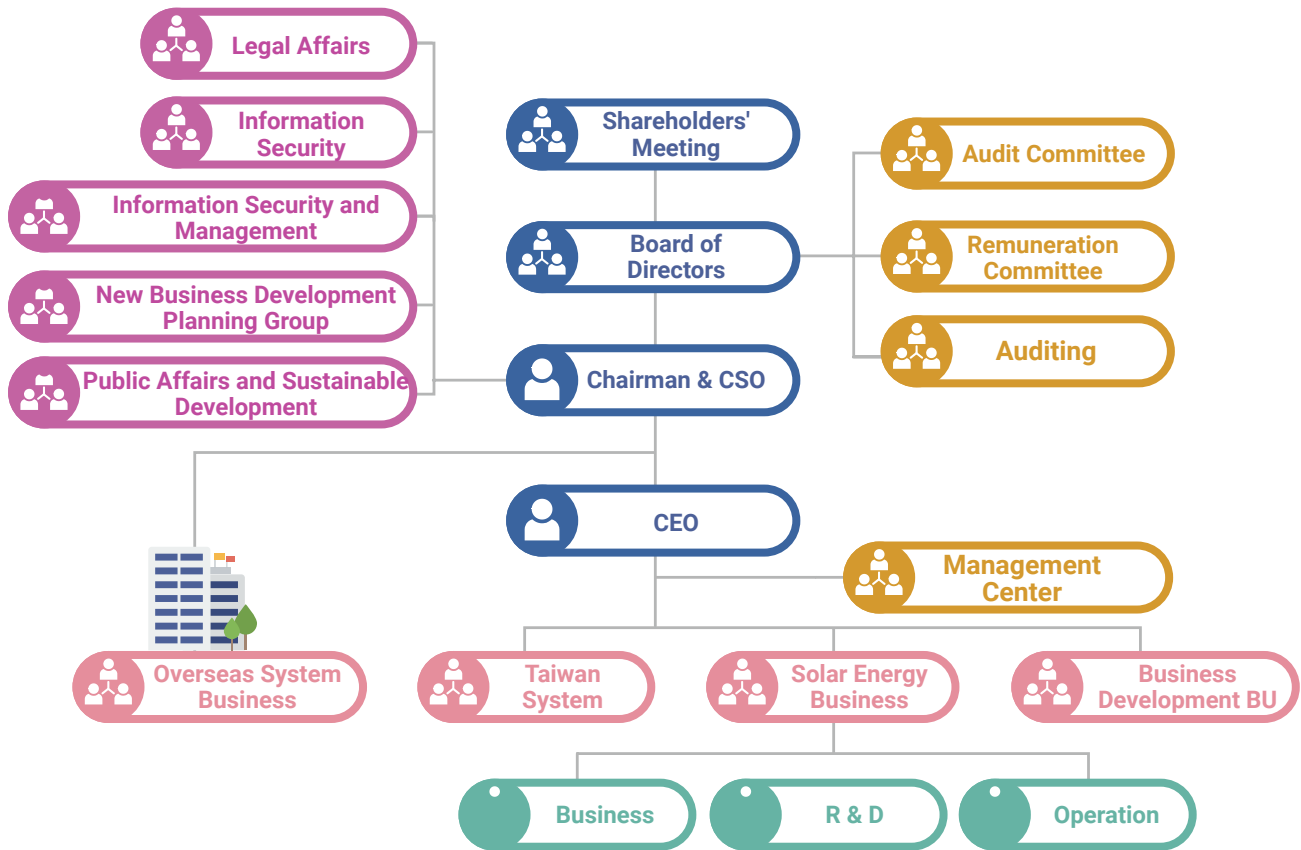 Legal Affairs
Information
Security
Information Security and
Management
New Business Development
Planning Group
Public Affairs and Sustainable
Development
Shareholders'
Meeting
Board of
Directors
Chairman & CSO
CEO
Audit Committee
Remuneration
Committee
Auditing
Management
Center
Overseas System
Business
Taiwan
System
Solar Energy
Business
Business
Development BU
Business
R & D
Operation